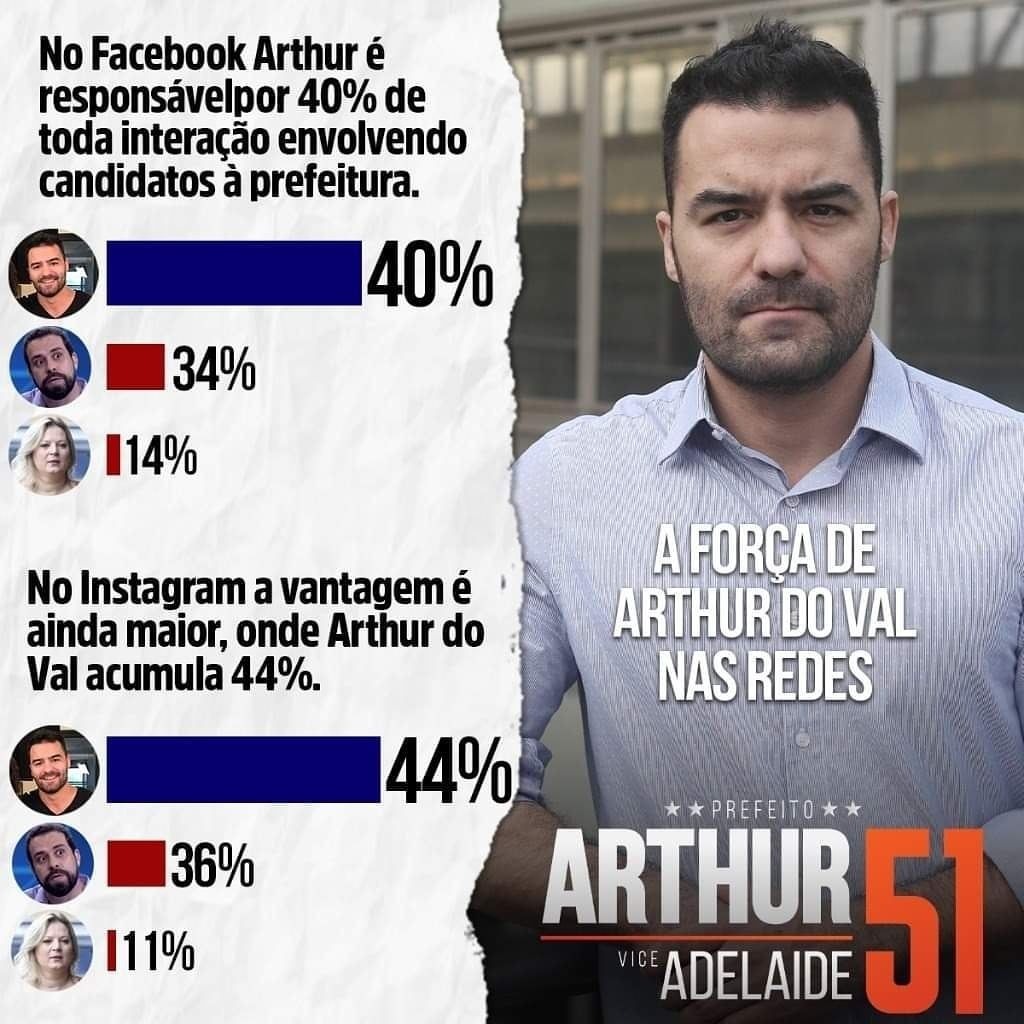 No Facebook Arthur é
responsávelpor 40% de
toda interação envolvendo
candidatos à prefeitura.
40%
34%
14%
No Instagram a vantagem é
ainda maior, onde Arthur do
Val acumula 44%.
44%
36%
11%
A FORÇA DE
ARTHUR DO VAL
NAS REDES
PREFEITO
ARTHUR 51
VICE ADELAIDE